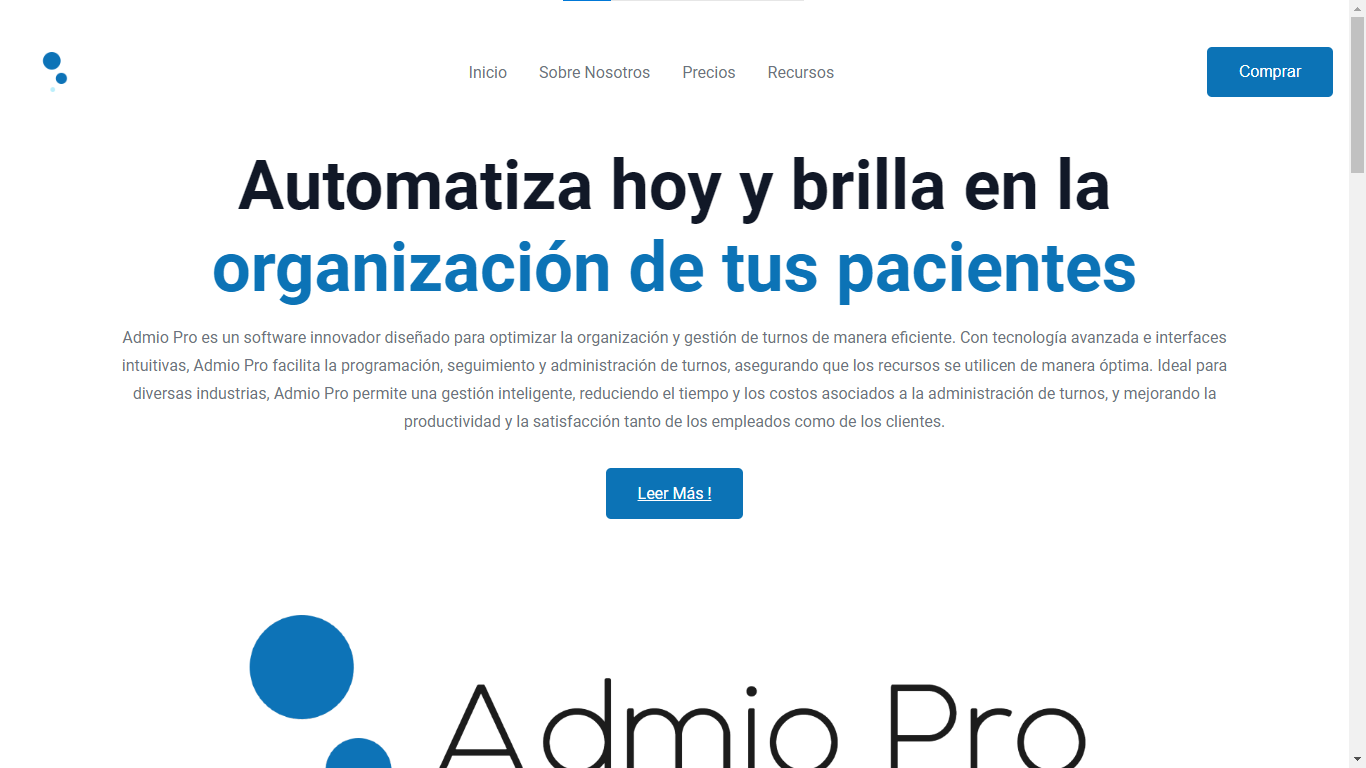 Inicio Sobre Nosotros Precios Recursos Comprar
Automatiza hoy y brilla en la
organización de tus pacientes
Admio Pro es un software innovador diseñado para optimizar la organización y gestión de turnos de manera eficiente. Con tecnología avanzada e interfaces
intuitivas, Admio Pro facilita la programación, seguimiento y administración de turnos, asegurando que los recursos se utilicen de manera óptima. Ideal para
diversas industrias, Admio Pro permite una gestión inteligente, reduciendo el tiempo y los costos asociados a la administración de turnos, y mejorando la
productividad y la satisfacción tanto de los empleados como de los clientes.
Leer Más !
Admio Pro